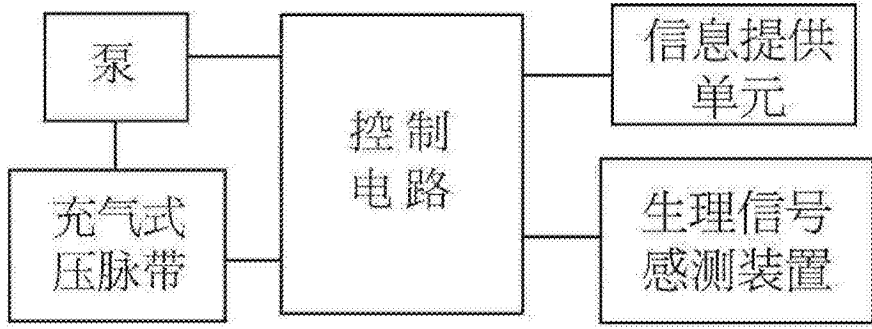 泵
充气式
压脉带
控制
电路
信息提供
单元
生理信号
感测装置